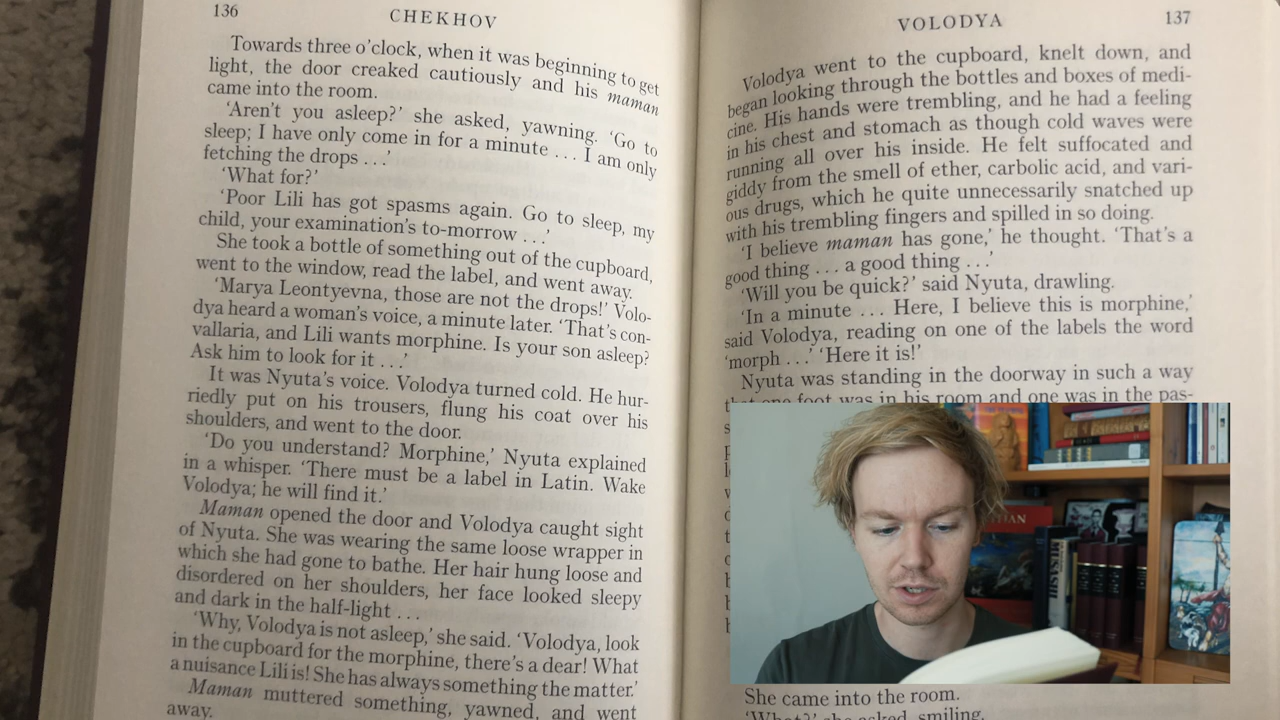 136
CHEKHOV
Towards three o'clock, when it was beginning to get
light, the door creaked cautiously and his maman
came into the room.
'Aren't you asleep?' she asked, yawning. 'Go to
sleep; I have only come in for a minute ... I am only
fetching the drops ...'
'What for?'
'Poor Lili has got spasms again. Go to sleep, my
child, your examination's to-morrow ...'
She took a bottle of something out of the cupboard,
went to the window, read the label, and went away.
'Marya Leontyevna, those are not the drops!' Volo-
dya heard a woman's voice, a minute later. 'That's con-
vallaria, and Lili wants morphine. Is your son asleep?
Ask him to look for it ...'
It was Nyuta's voice. Volodya turned cold. He hur-
riedly put on his trousers, flung his coat over his
shoulders, and went to the door.
'Do you understand? Morphine,' Nyuta explained
in a whisper. 'There must be a label in Latin. Wake
Volodya; he will find it.'
Maman opened the door and Volodya caught sight
of Nyuta. She was wearing the same loose wrapper in
which she had gone to bathe. Her hair hung loose and
disordered on her shoulders, her face looked sleepy
and dark in the half-light ...
'Why, Volodya is not asleep,' she said. 'Volodya, look
in the cupboard for the morphine, there's a dear! What
a nuisance Lili is! She has always something the matter.'
Maman muttered something, yawned, and went
away.
VOLODYA
137
Volodya went to the cupboard, knelt down, and
began looking through the bottles and boxes of medi-
cine. His hands were trembling, and he had a feeling
in his chest and stomach as though cold waves were
running all over his inside. He felt suffocated and
giddy from the smell of ether, carbolic acid, and vari-
ous drugs, which he quite unnecessarily snatched up
with his trembling fingers and spilled in so doing.
'I believe maman has gone,' he thought. 'That's a
good thing ... a good thing ...'
'Will you be quick?' said Nyuta, drawling.
'In a minute ... Here, I believe this is morphine,'
said Volodya, reading on one of the labels the word
'morph ...' 'Here it is!'
Nyuta was standing in the doorway in such a way
that one foot was in his room and one was in the pas-
She came into the room.
'What?' she asked, smiling.